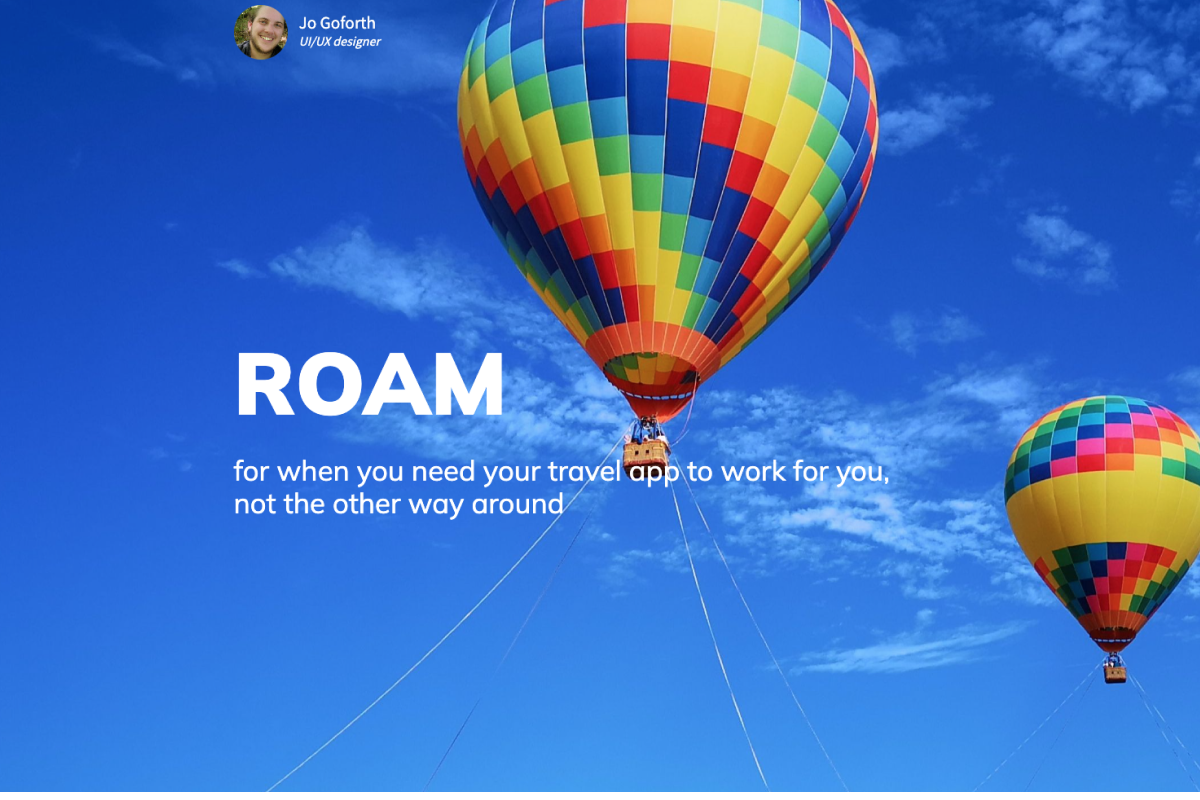 Jo Goforth
UI/UX designer
ROAM
for when you need your travel app to work for you,
not the other way around